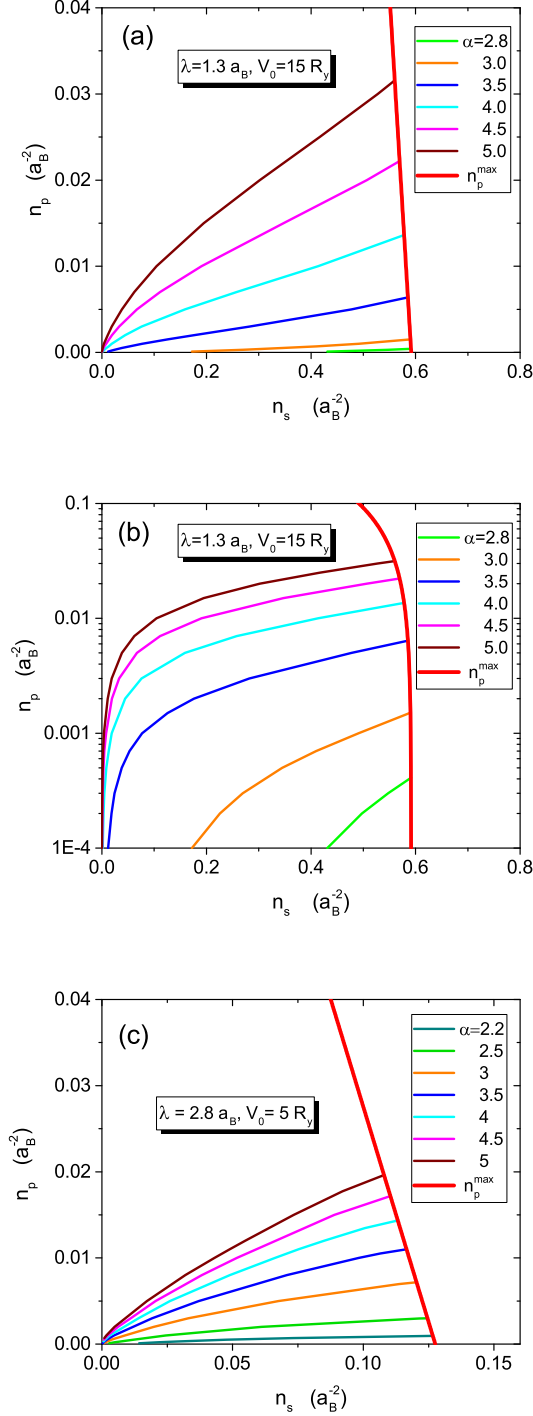 (a)
λ=1.3 a_B, V_0=15 R_y
α=2.8
3.0
3.5
4.0
4.5
5.0
n_p^max
0.04
0.03
0.02
0.01
0.00
n_p (a_B^-2)
0.0 0.2 0.4 0.6 0.8
n_s (a_B^-2)
(b)
λ=1.3 a_B, V_0=15 R_y
α=2.8
3.0
3.5
4.0
4.5
5.0
n_p^max
0.1
0.01
0.001
1E-4
n_p (a_B^-2)
0.0 0.2 0.4 0.6 0.8
n_s (a_B^-2)
(c)
λ = 2.8 a_B, V_0= 5 R_y
α=2.2
2.5
3
3.5
4
4.5
5
n_p^max
0.04
0.03
0.02
0.01
0.00
n_p (a_B^-2)
0.00 0.05 0.10 0.15
n_s (a_B^-2)